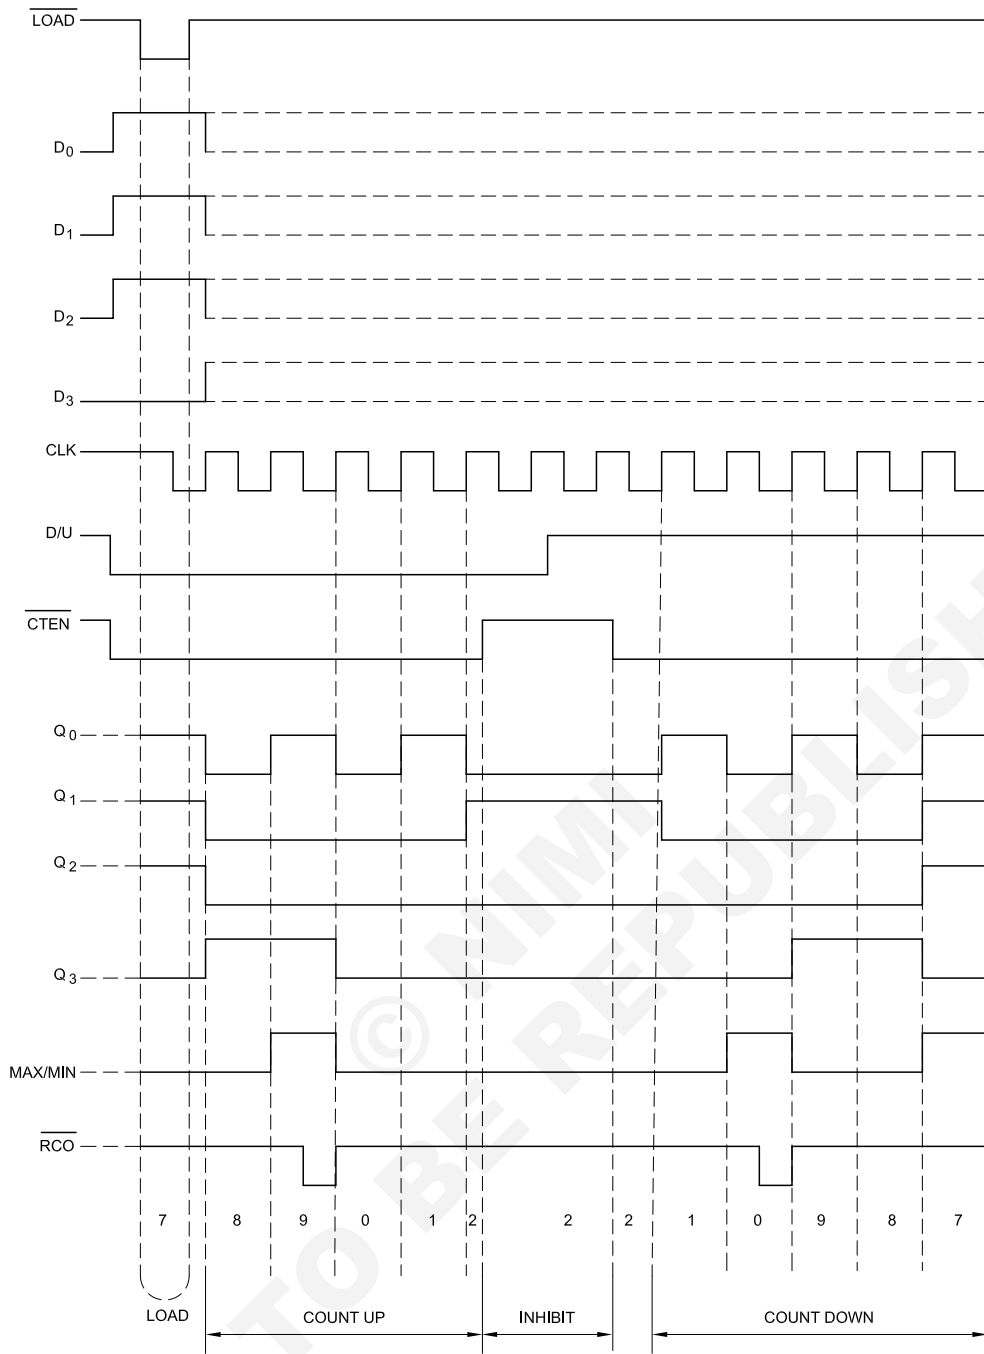 LOAD
D0
D1
D2
D3
CLK
D/U
CTEN
Q0
Q1
Q2
Q3
MAX/MIN
RCO
7 8 9 0 1 2 2 2 1 0 9 8 7
LOAD COUNT UP INHIBIT COUNT DOWN
© NIMI
TO BE REPUBLISH